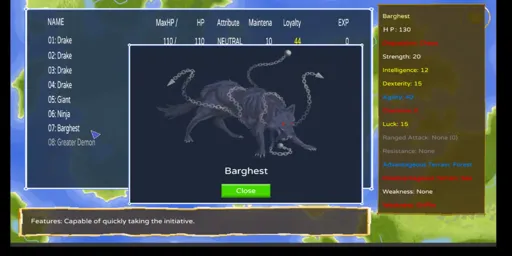 NAME MaxHP / HP Attribute Maintena Loyalty EXP
01: Drake 110 / 110 NEUTRAL 10 44 0
02: Drake
03: Drake
04: Drake
05: Giant
06: Ninja
07: Barghest
08: Greater Demon
Barghest
Close
Features: Capable of quickly taking the initiative.
Barghest
HP: 130
Strength: 20
Intelligence: 12
Dexterity: 15
Luck: 15
Ranged Attack: None (0)
Resistance: None
Weakness: None